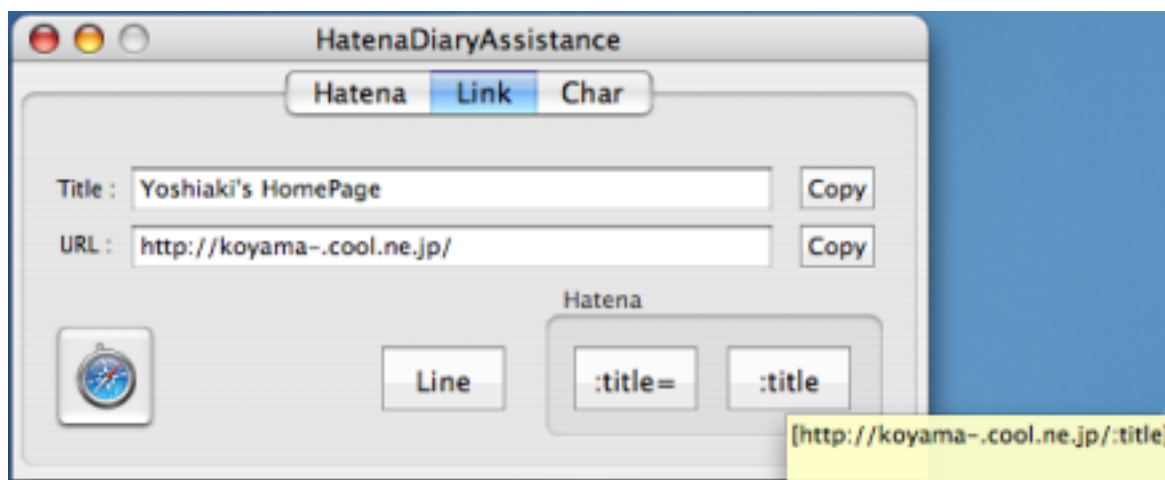 HatenaDiaryAssistance
Hatena Link Char
Title : Yoshiaki's HomePage Copy
URL : http://koyama-.cool.ne.jp/ Copy
Hatena
Line :title= :title
[http://koyama-.cool.ne.jp/:title]